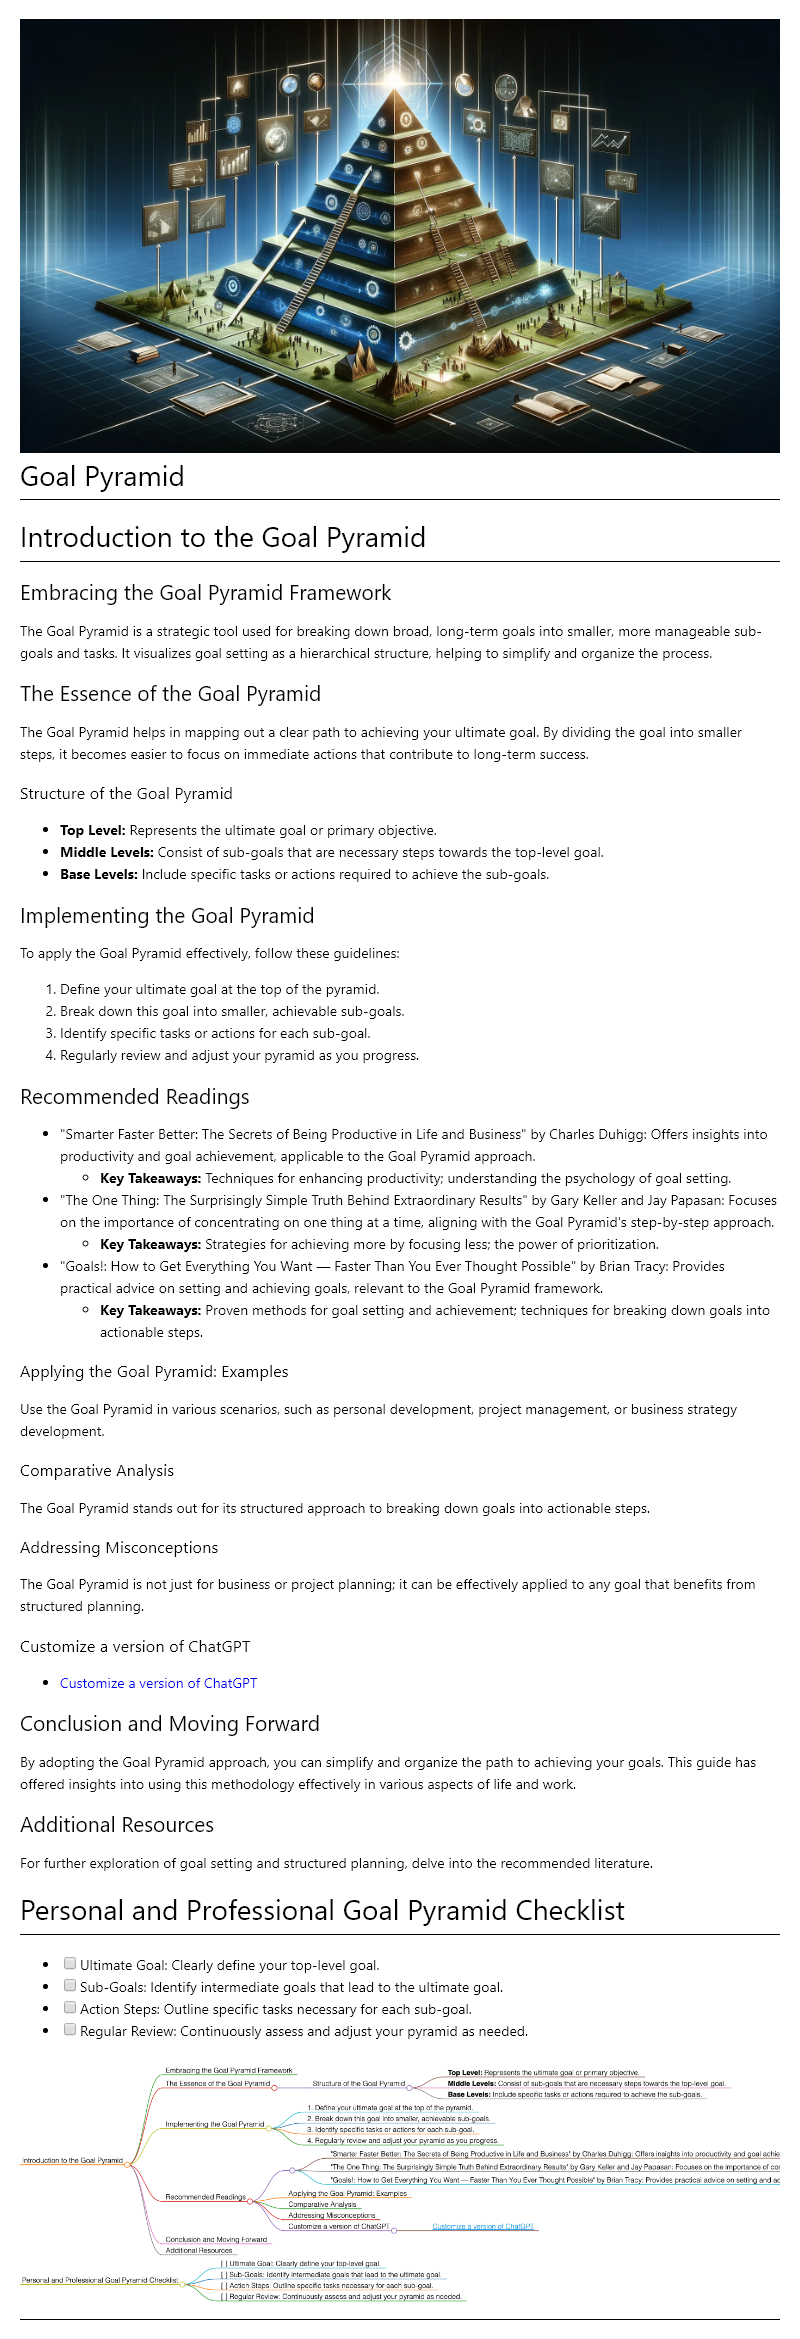 Goal Pyramid
Introduction to the Goal Pyramid
Embracing the Goal Pyramid Framework
The Goal Pyramid is a strategic tool used for breaking down broad, long-term goals into smaller, more manageable sub-
goals and tasks. It visualizes goal setting as a hierarchical structure, helping to simplify and organize the process.
The Essence of the Goal Pyramid
The Goal Pyramid helps in mapping out a clear path to achieving your ultimate goal. By dividing the goal into smaller
steps, it becomes easier to focus on immediate actions that contribute to long-term success.
Structure of the Goal Pyramid
• Top Level: Represents the ultimate goal or primary objective.
• Middle Levels: Consist of sub-goals that are necessary steps towards the top-level goal.
• Base Levels: Include specific tasks or actions required to achieve the sub-goals.
Implementing the Goal Pyramid
To apply the Goal Pyramid effectively, follow these guidelines:
1. Define your ultimate goal at the top of the pyramid.
2. Break down this goal into smaller, achievable sub-goals.
3. Identify specific tasks or actions for each sub-goal.
4. Regularly review and adjust your pyramid as you progress.
Recommended Readings
• "Smarter Faster Better: The Secrets of Being Productive in Life and Business" by Charles Duhigg: Offers insights into
productivity and goal achievement, applicable to the Goal Pyramid approach.
◦ Key Takeaways: Techniques for enhancing productivity; understanding the psychology of goal setting.
• "The One Thing: The Surprisingly Simple Truth Behind Extraordinary Results" by Gary Keller and Jay Papasan: Focuses
on the importance of concentrating on one thing at a time, aligning with the Goal Pyramid's step-by-step approach.
◦ Key Takeaways: Strategies for achieving more by focusing less; the power of prioritization.
• "Goals!: How to Get Everything You Want — Faster Than You Ever Thought Possible" by Brian Tracy: Provides
practical advice on setting and achieving goals, relevant to the Goal Pyramid framework.
◦ Key Takeaways: Proven methods for goal setting and achievement; techniques for breaking down goals into
actionable steps.
Applying the Goal Pyramid: Examples
Use the Goal Pyramid in various scenarios, such as personal development, project management, or business strategy
development.
Comparative Analysis
The Goal Pyramid stands out for its structured approach to breaking down goals into actionable steps.
Addressing Misconceptions
The Goal Pyramid is not just for business or project planning; it can be effectively applied to any goal that benefits from
structured planning.
Customize a version of ChatGPT
• Customize a version of ChatGPT
Conclusion and Moving Forward
By adopting the Goal Pyramid approach, you can simplify and organize the path to achieving your goals. This guide has
offered insights into using this methodology effectively in various aspects of life and work.
Additional Resources
For further exploration of goal setting and structured planning, delve into the recommended literature.
Personal and Professional Goal Pyramid Checklist
• Ultimate Goal: Clearly define your top-level goal.
• Sub-Goals: Identify intermediate goals that lead to the ultimate goal.
• Action Steps: Outline specific tasks necessary for each sub-goal.
• Regular Review: Continuously assess and adjust your pyramid as needed.
Introduction to the Goal Pyramid
Embracing the Goal Pyramid Framework
The Essence of the Goal Pyramid
Structure of the Goal Pyramid
Top Level: Represents the ultimate goal or primary objective.
Middle Levels: Consist of sub-goals that are necessary steps towards the top-level goal.
Base Levels: Include specific tasks or actions required to achieve the sub-goals.
Implementing the Goal Pyramid
1. Define your ultimate goal at the top of the pyramid.
2. Break down this goal into smaller, achievable sub-goals.
3. Identify specific tasks or actions for each sub-goal.
4. Regularly review and adjust your pyramid as you progress.
Recommended Readings
"Smarter Faster Better: The Secrets of Being Productive in Life and Business" by Charles Duhigg: Offers insights into productivity and goal achie
"The One Thing: The Surprisingly Simple Truth Behind Extraordinary Results" by Gary Keller and Jay Papasan: Focuses on the importance of co
"Goals!: How to Get Everything You Want — Faster Than You Ever Thought Possible" by Brian Tracy: Provides practical advice on setting and ac
Applying the Goal Pyramid: Examples
Comparative Analysis
Addressing Misconceptions
Customize a version of ChatGPT
Customize a version of ChatGPT
Conclusion and Moving Forward
Additional Resources
Personal and Professional Goal Pyramid Checklist
[ ] Ultimate Goal: Clearly define your top-level goal.
[ ] Sub-Goals: Identify intermediate goals that lead to the ultimate goal.
[ ] Action Steps: Outline specific tasks necessary for each sub-goal.
[ ] Regular Review: Continuously assess and adjust your pyramid as needed.